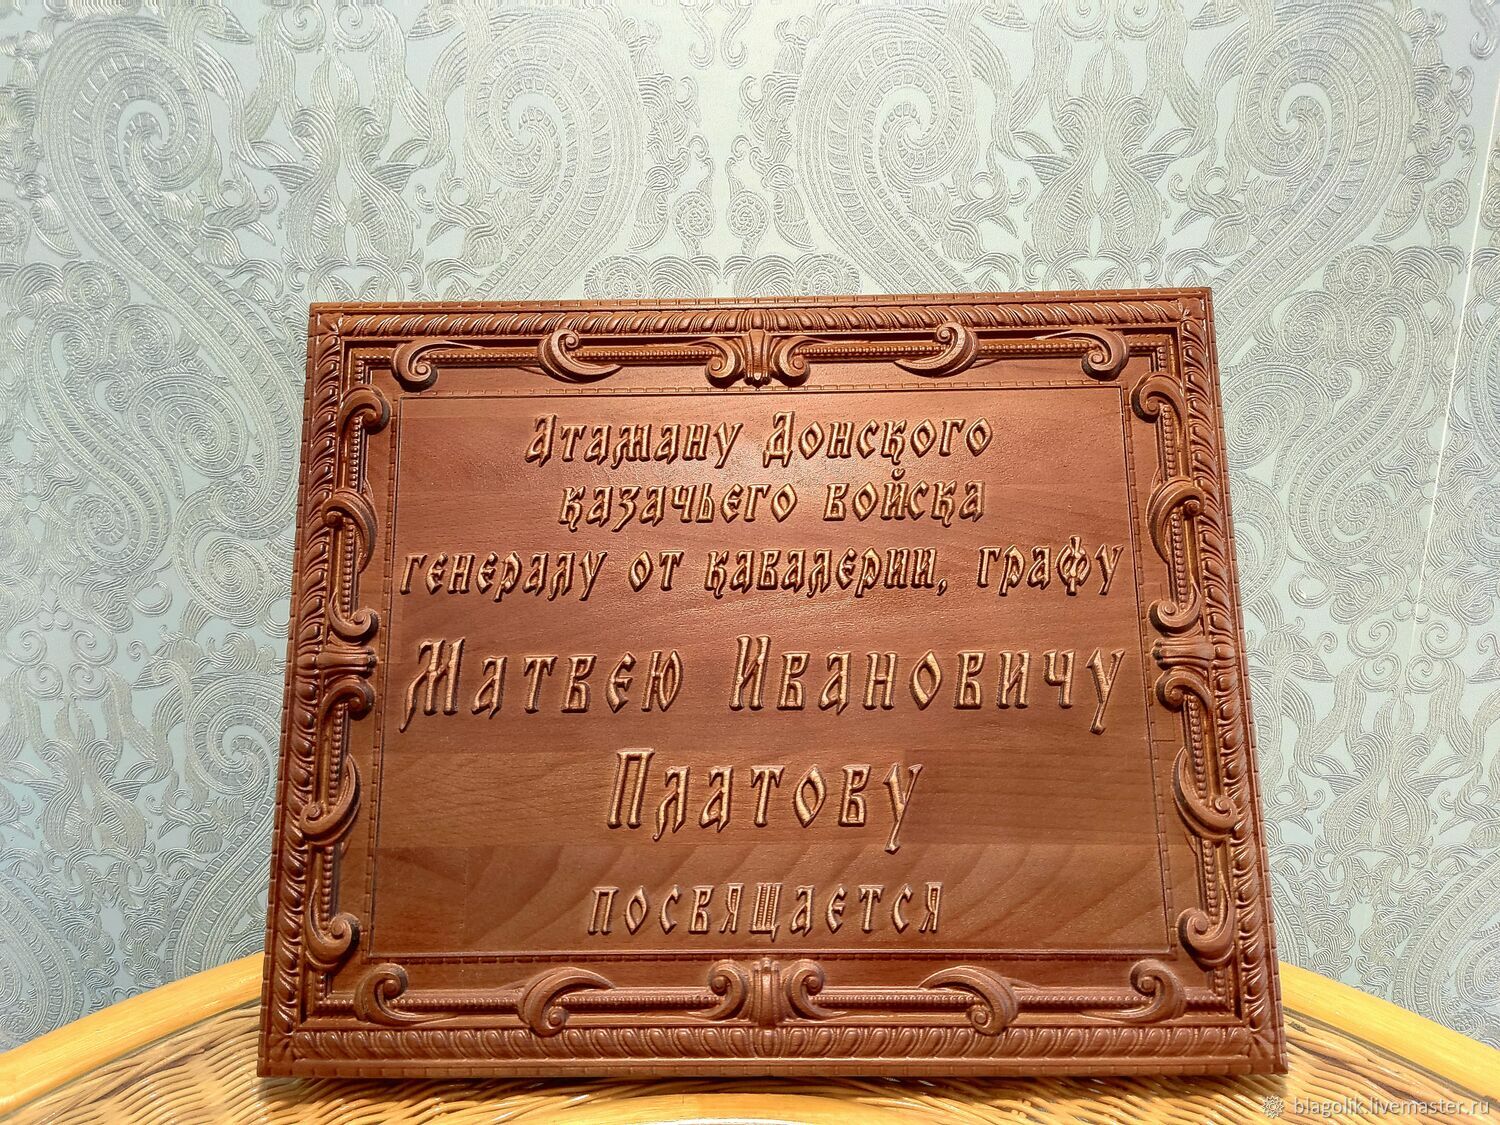 Атаману Донского
казачьего войска
генералу от кавалерии, графу
Матвею Ивановичу
Платову
посвящается
blagolik.livemaster.ru